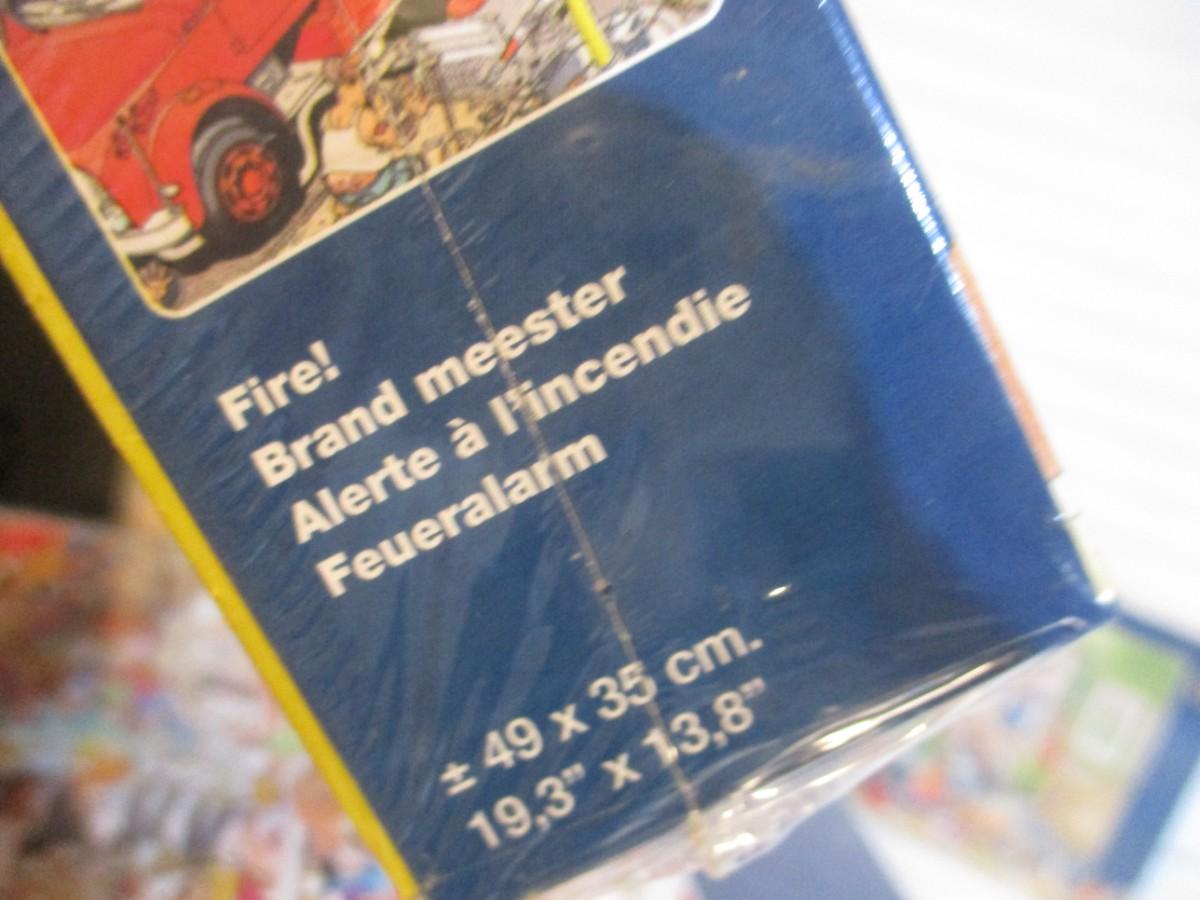 Fire!
Brand meester
Alerte à l'incendie
Feueralarm
± 49 x 35 cm.
19,3” x 13,8”